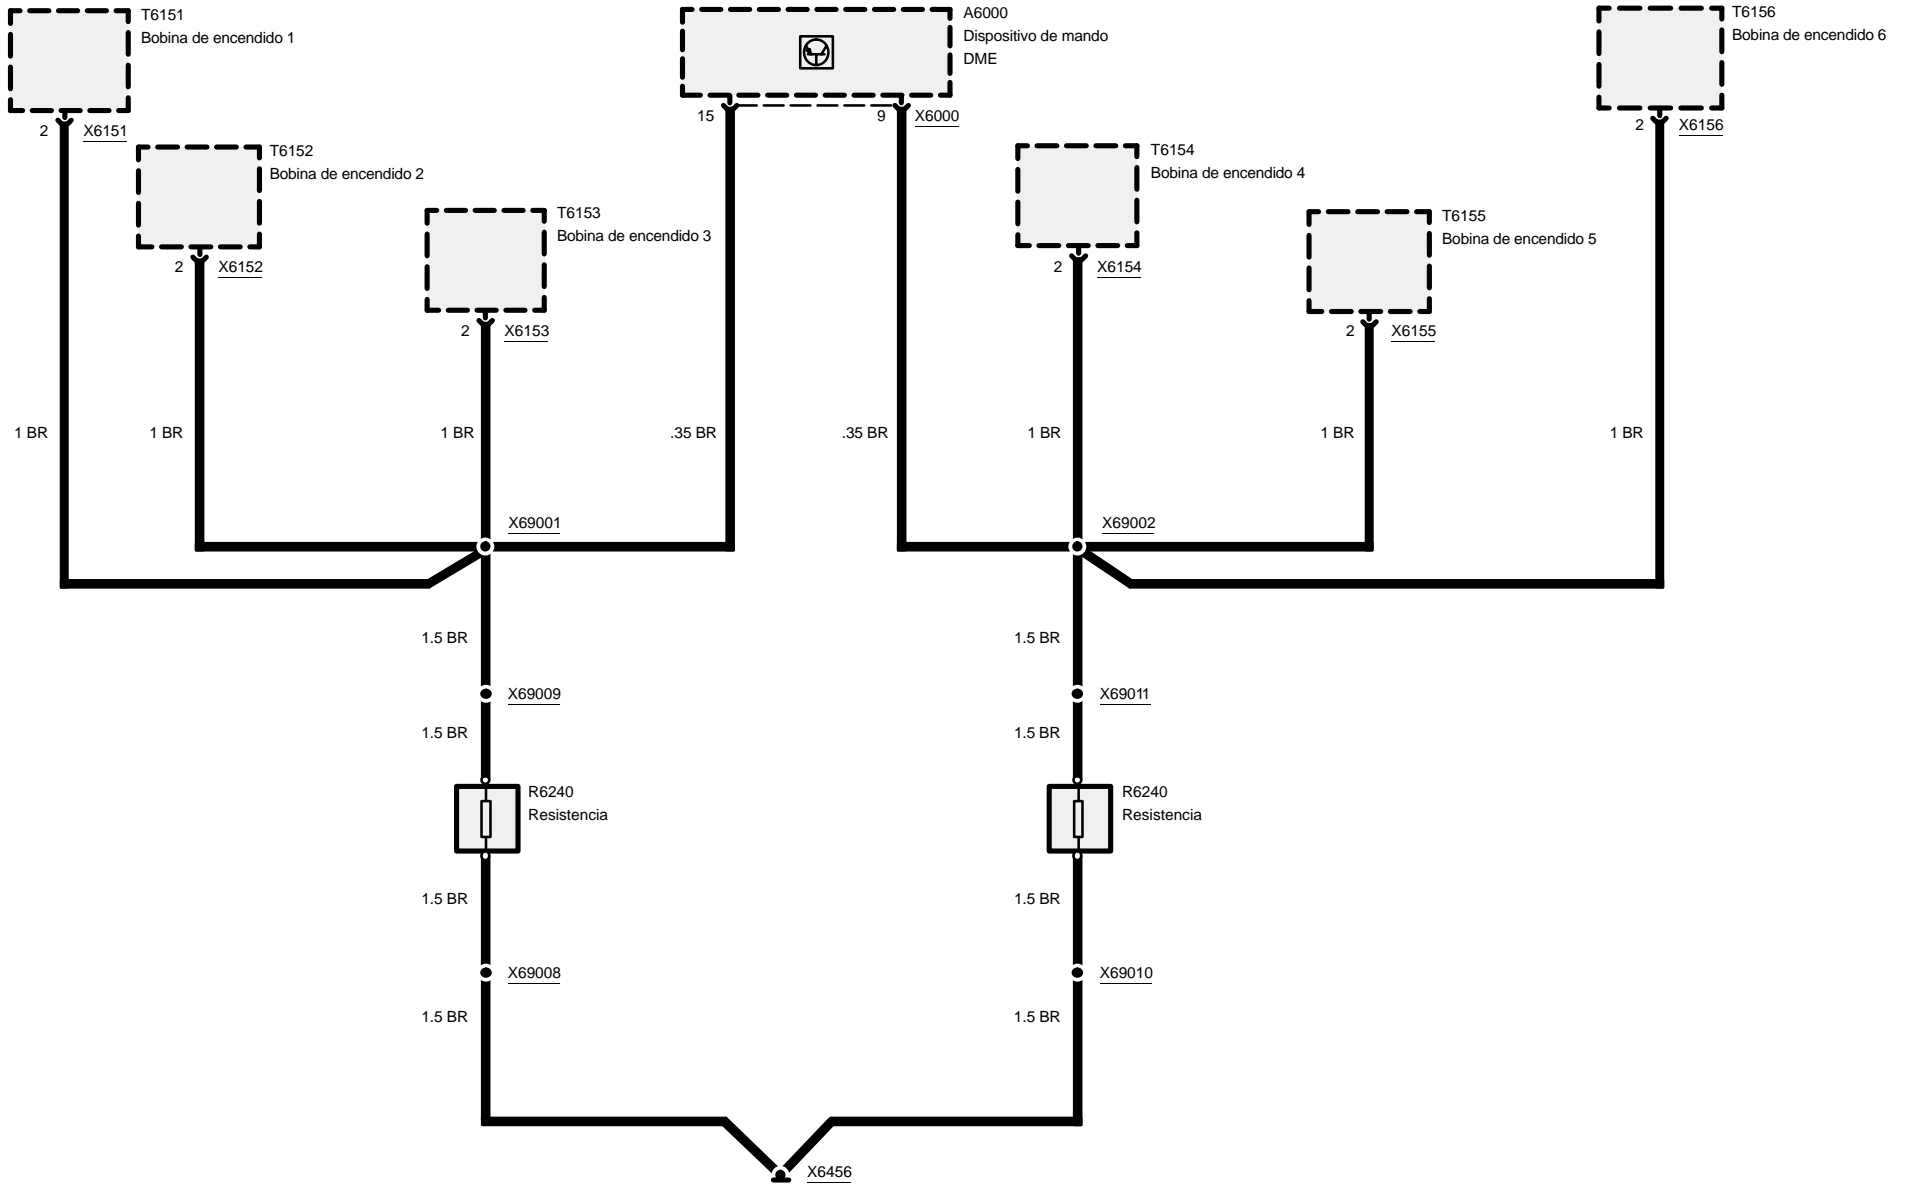 T6151
Bobina de encendido 1
2
X6151
T6152
Bobina de encendido 2
2
X6152
T6153
Bobina de encendido 3
2
X6153
A6000
Dispositivo de mando
DME
15
9
X6000
T6154
Bobina de encendido 4
2
X6154
T6155
Bobina de encendido 5
2
X6155
T6156
Bobina de encendido 6
2
X6156
1 BR
1 BR
1 BR
.35 BR
.35 BR
1 BR
1 BR
1 BR
X69001
X69002
1.5 BR
1.5 BR
X69009
X69011
1.5 BR
1.5 BR
R6240
Resistencia
R6240
Resistencia
1.5 BR
1.5 BR
X69008
X69010
1.5 BR
1.5 BR
X6456